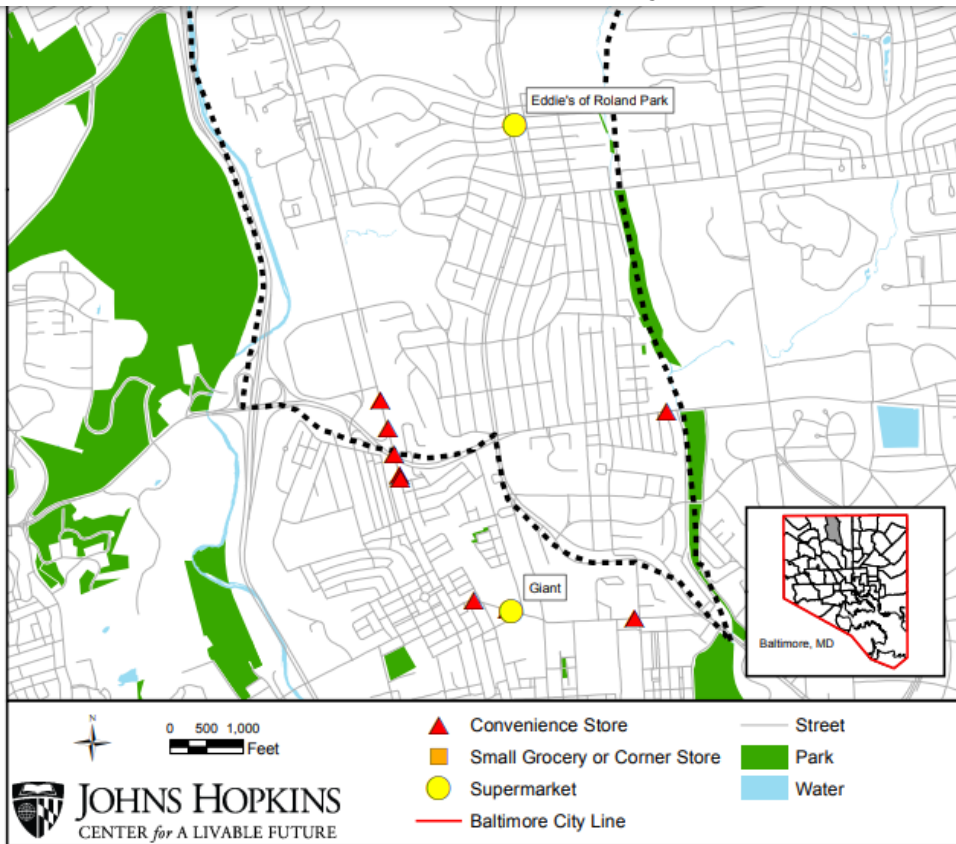 Eddie's of Roland Park
Giant
Baltimore, MD
N
0 500 1,000
Feet
Convenience Store
Small Grocery or Corner Store
Supermarket
Baltimore City Line
Street
Park
Water
JOHNS HOPKINS
CENTER for A LIVABLE FUTURE